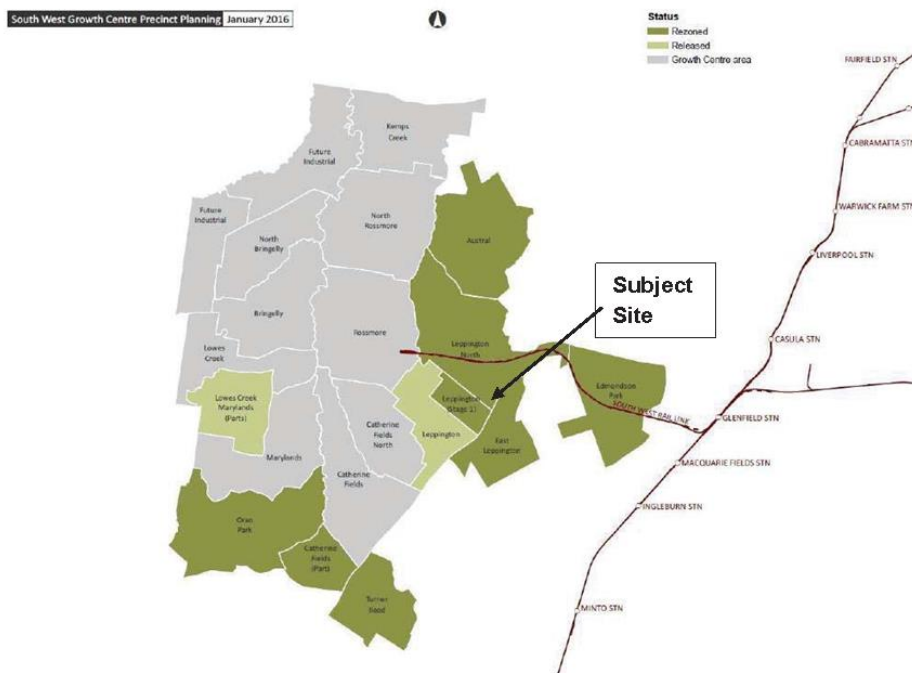 South West Growth Centre Precinct Planning January 2016
Status
Rezoned
Released
Growth Centre area
FAIRFIELD STN
CABRAMATTA STN
WARWICK FARM STN
LIVERPOOL STN
CASULA STN
GLENFIELD STN
MACQUARIE FIELDS STN
INGLEBURN STN
MINTO STN
SOUTH WEST RAIL LINK
Subject
Site
Kemps
Creek
Future
Industrial
Future
Industrial
North
Rossmore
Austral
North
Bringelly
Bringelly
Rossmore
Leppington
North
Lowes
Creek
Lowes Creek
Marylands
(Parts)
Leppington
(Stage 1)
Edmondson
Park
Catherine
Fields
North
Leppington
East
Leppington
Marylands
Catherine
Fields
Oran
Park
Catherine
Fields
(Part)
Turner
Road